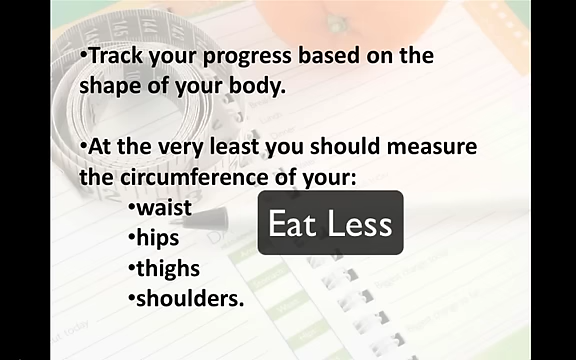 •Track your progress based on the
shape of your body.
•At the very least you should measure
the circumference of your:
•waist
•hips
•thighs
•shoulders.
Eat Less